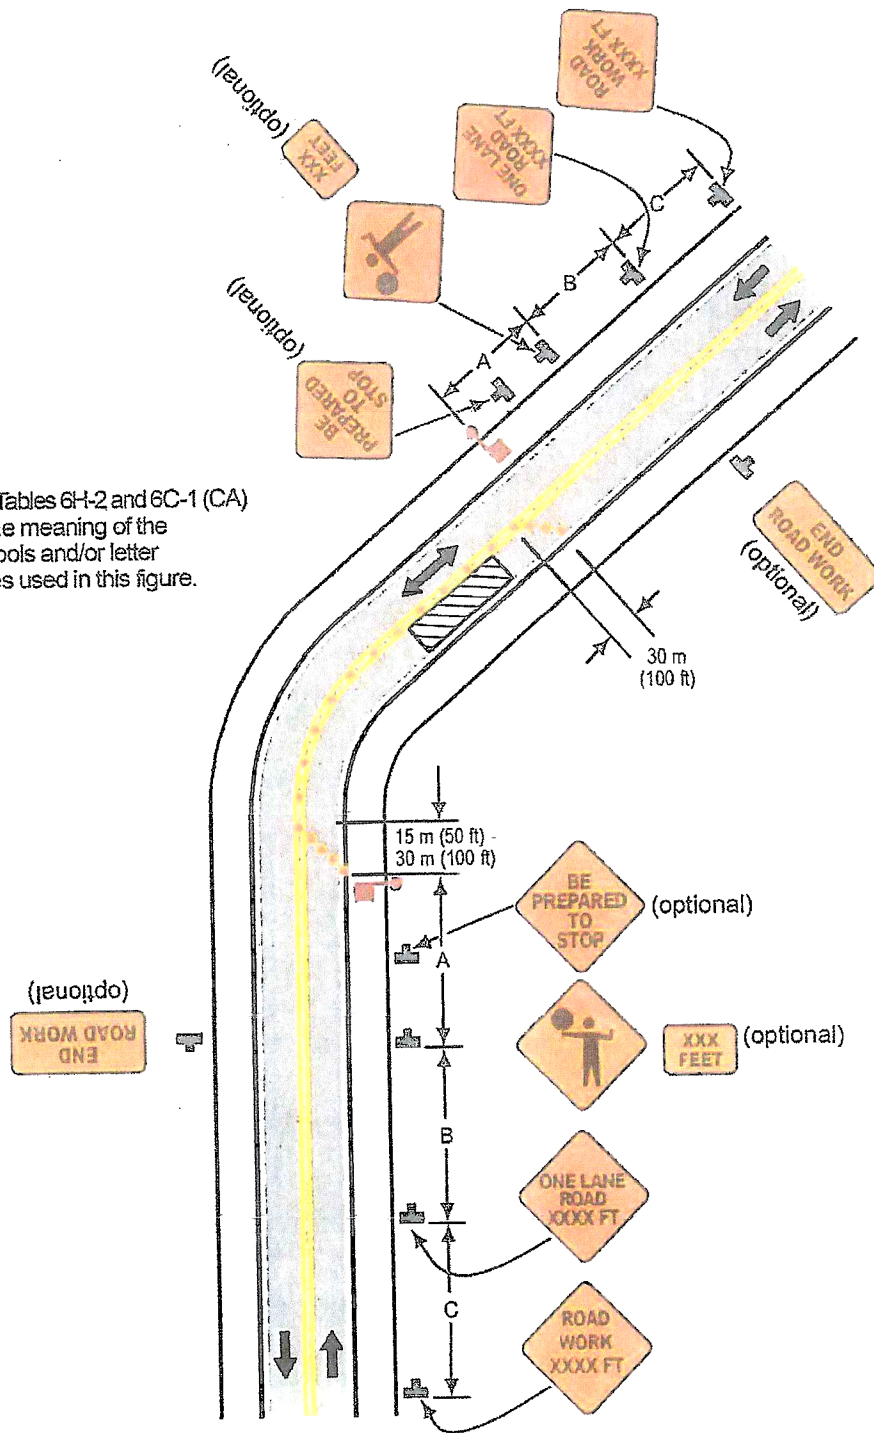 ROAD
WORK
XXXX FT
(optional)
ONE LANE
ROAD
XXXX FT
XXX
FEET
C
B
(optional)
A
BE
PREPARED
TO
STOP
Tables 6H-2 and 6C-1 (CA)
e meaning of the
ools and/or letter
es used in this figure.
END
ROAD WORK
(optional)
30 m
(100 ft)
15 m (50 ft) -
30 m (100 ft)
BE
PREPARED
TO
STOP
(optional)
A
(optional)
END
ROAD WORK
XXX
FEET
(optional)
B
ONE LANE
ROAD
XXXX FT
C
ROAD
WORK
XXXX FT